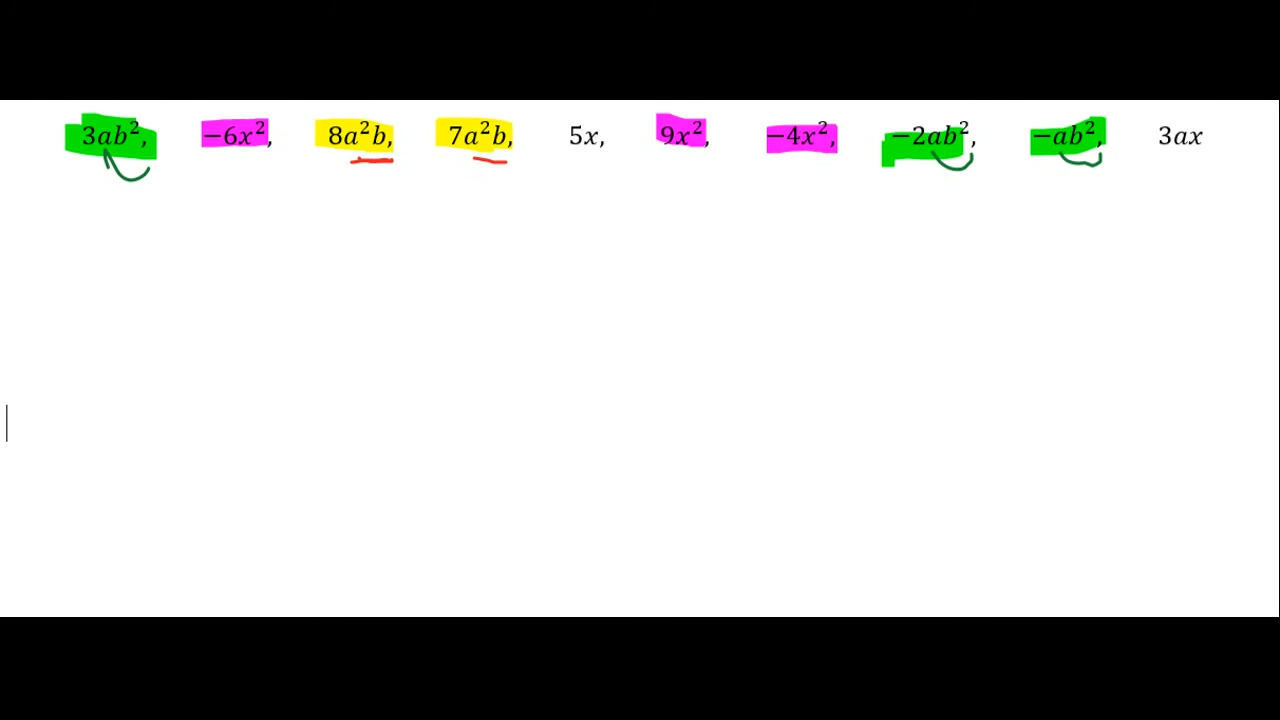 3ab², −6x², 8a²b, 7a²b, 5x, 9x², −4x², −2ab², −ab², 3ax